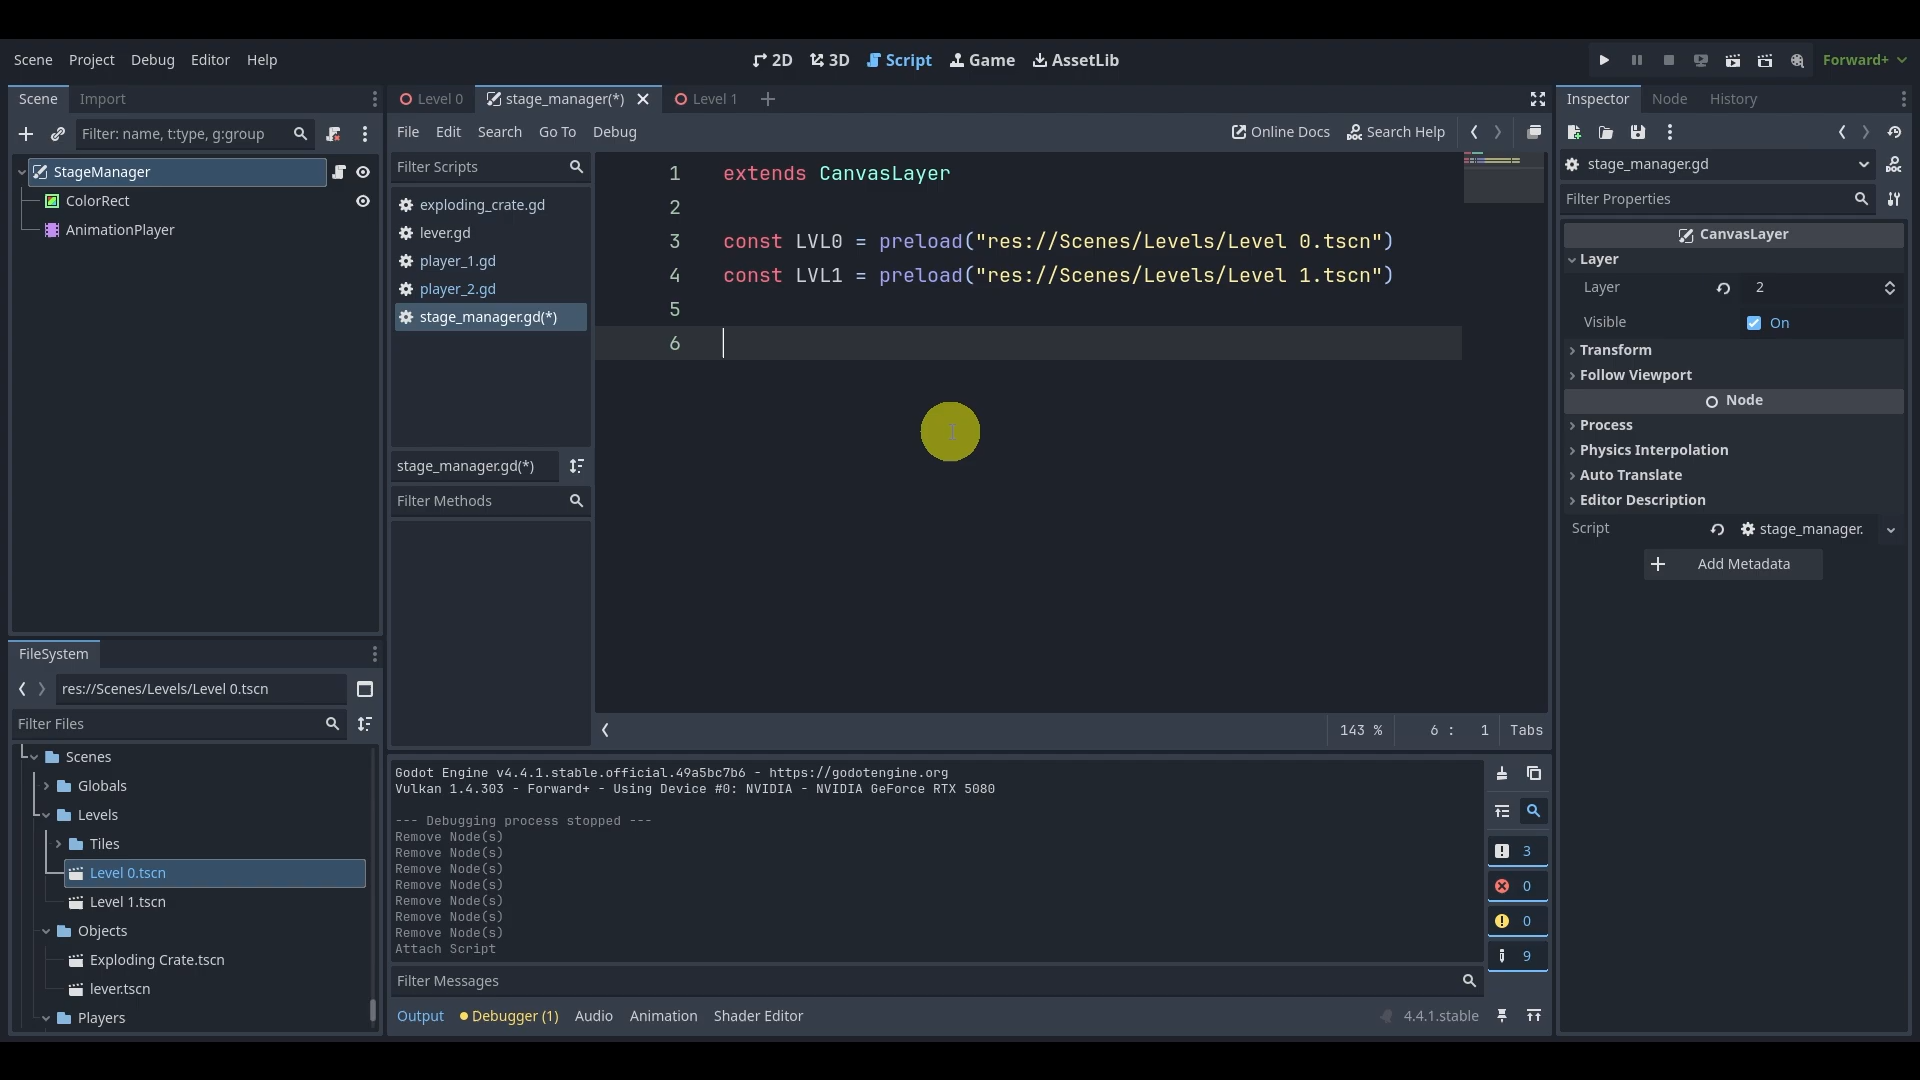 Scene Project Debug Editor Help
2D 3D Script Game AssetLib
Forward+
Scene Import
Filter: name, t:type, g:group
StageManager
ColorRect
AnimationPlayer
FileSystem
res://Scenes/Levels/Level 0.tscn
Filter Files
Scenes
Globals
Levels
Tiles
Level 0.tscn
Level 1.tscn
Objects
Exploding Crate.tscn
lever.tscn
Players
Level 0 stage_manager(*) Level 1
File Edit Search Go To Debug
Online Docs Search Help
Filter Scripts
exploding_crate.gd
lever.gd
player_1.gd
player_2.gd
stage_manager.gd(*)
stage_manager.gd(*)
Filter Methods
1 extends CanvasLayer
2
3 const LVL0 = preload("res://Scenes/Levels/Level 0.tscn")
4 const LVL1 = preload("res://Scenes/Levels/Level 1.tscn")
5
6
143 % 6 : 1 Tabs
Godot Engine v4.4.1.stable.official.49a5bc7b6 - https://godotengine.org
Vulkan 1.4.303 - Forward+ - Using Device #0: NVIDIA - NVIDIA GeForce RTX 5080
--- Debugging process stopped ---
Remove Node(s)
Remove Node(s)
Remove Node(s)
Remove Node(s)
Remove Node(s)
Remove Node(s)
Remove Node(s)
Attach Script
3
0
0
9
Filter Messages
Output Debugger (1) Audio Animation Shader Editor
4.4.1.stable
Inspector Node History
stage_manager.gd
Filter Properties
CanvasLayer
Layer
Layer 2
Visible On
Transform
Follow Viewport
Node
Process
Physics Interpolation
Auto Translate
Editor Description
Script stage_manager.
Add Metadata